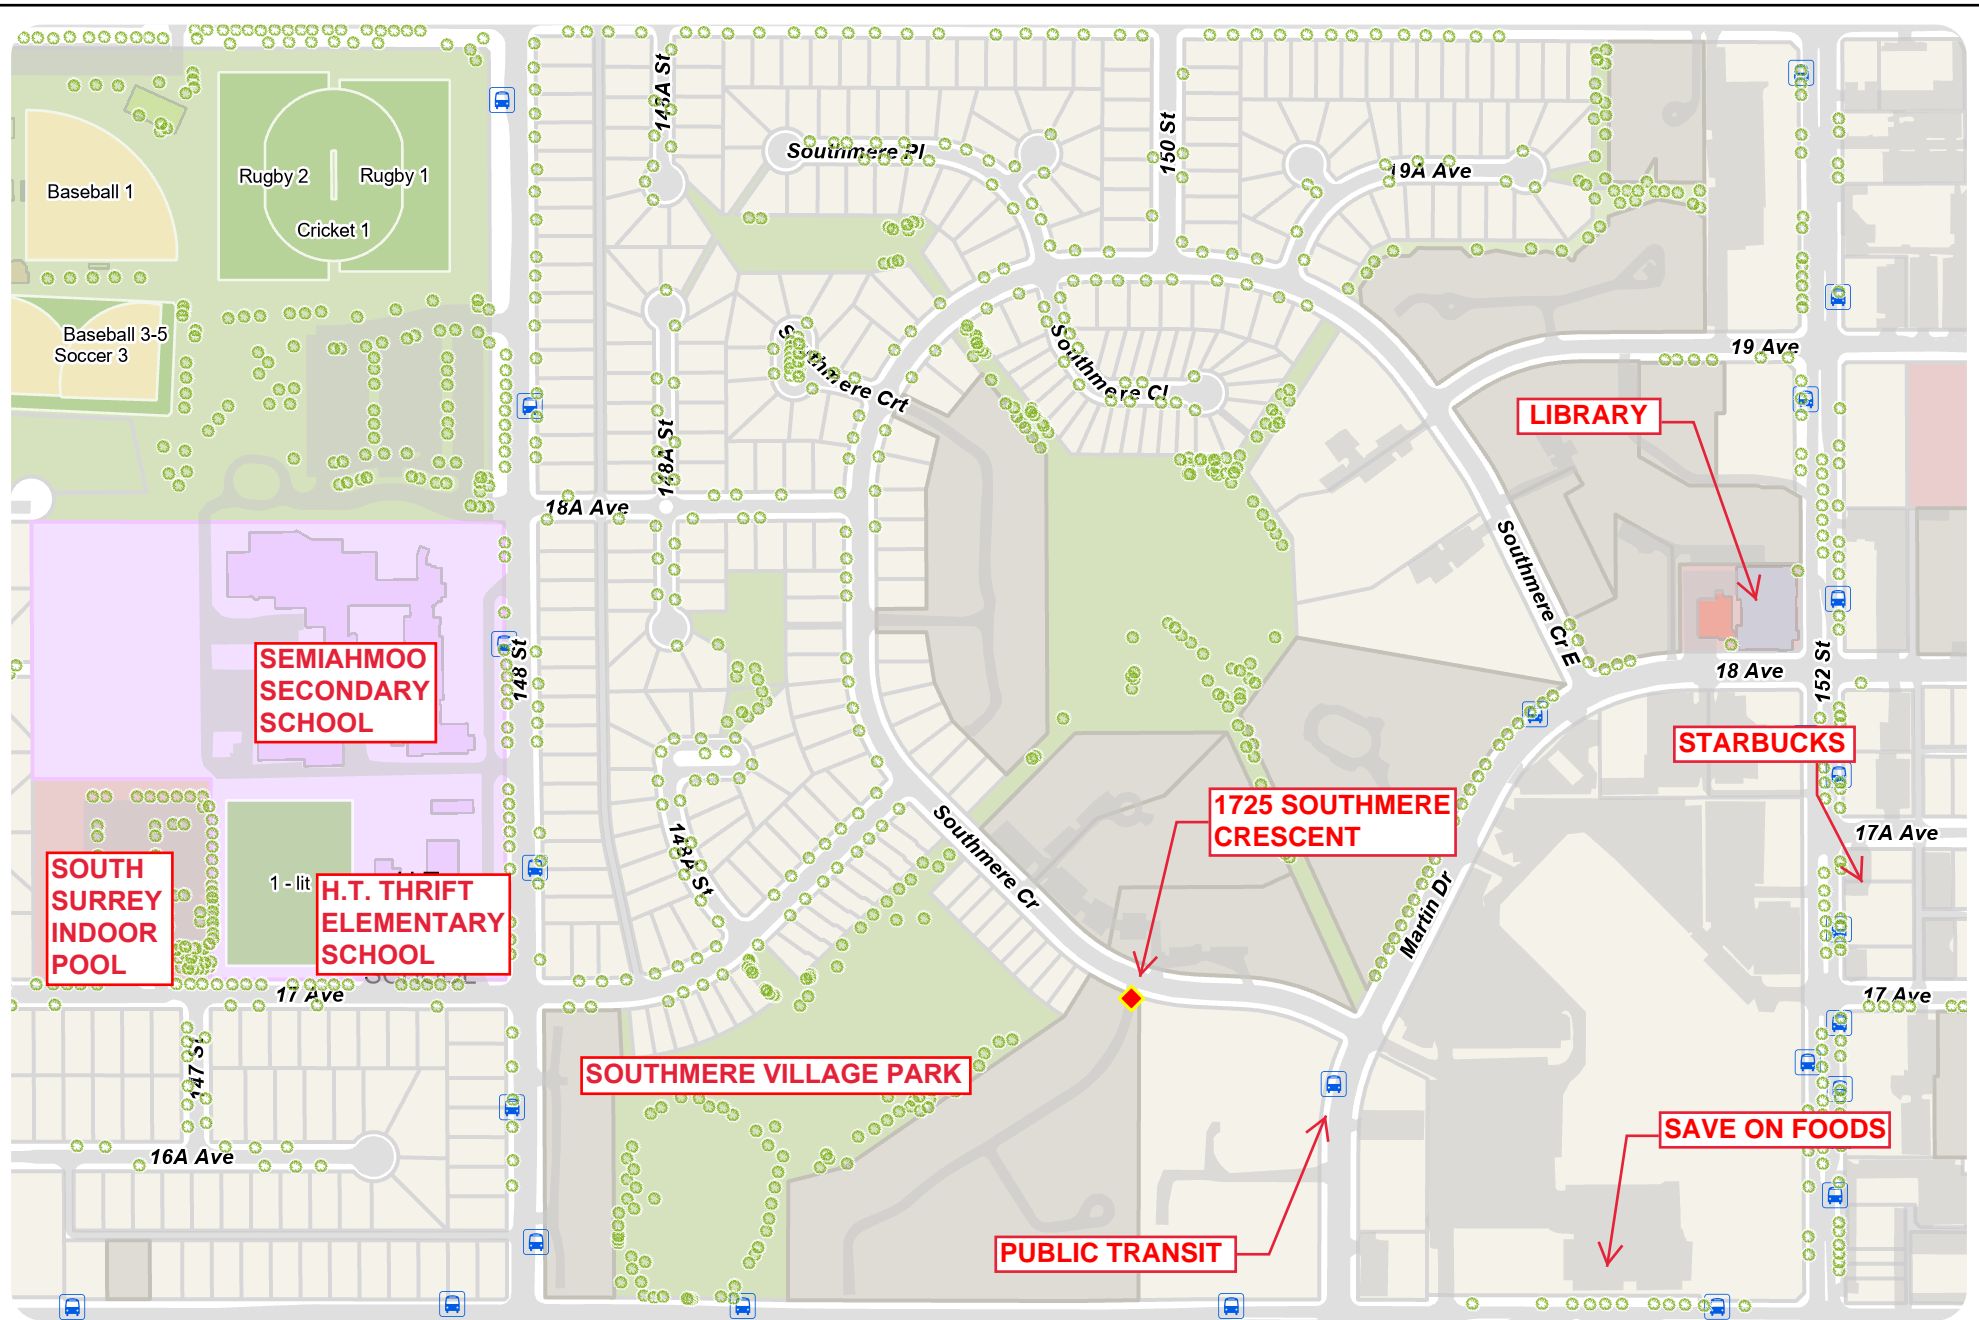 148A St
Southmere Pl
150 St
19A Ave
Baseball 1
Rugby 2
Rugby 1
Cricket 1
Baseball 3-5
Soccer 3
Southmere Crt
Southmere Cl
19 Ave
LIBRARY
148A St
18A Ave
Southmere Cr E
SEMIAHMOO
SECONDARY
SCHOOL
148 St
18 Ave
152 St
STARBUCKS
1725 SOUTHMERE
CRESCENT
Southmere Cr
17A Ave
148A St
SOUTH
SURREY
INDOOR
POOL
1 - lit
H.T. THRIFT
ELEMENTARY
SCHOOL
SCHOOL
Martin Dr
17 Ave
17 Ave
147 St
SOUTHMERE VILLAGE PARK
SAVE ON FOODS
16A Ave
PUBLIC TRANSIT